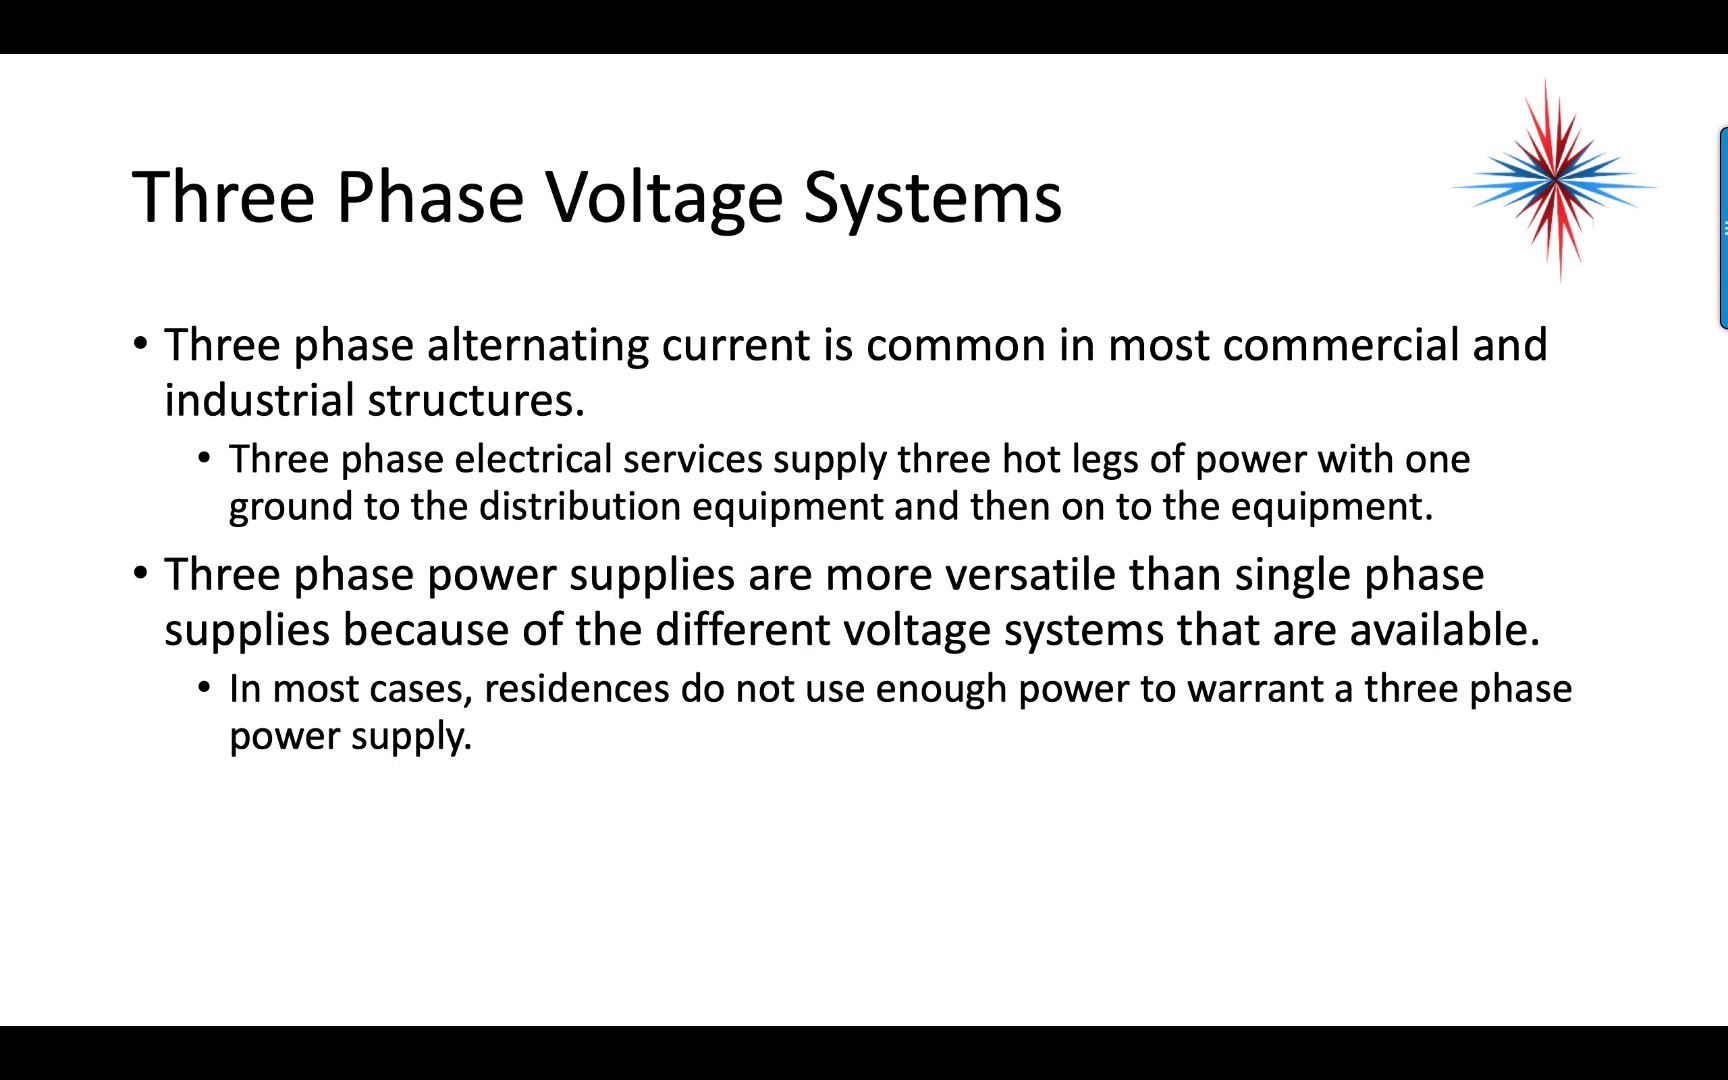 Three Phase Voltage Systems
• Three phase alternating current is common in most commercial and
industrial structures.
• Three phase electrical services supply three hot legs of power with one
ground to the distribution equipment and then on to the equipment.
• Three phase power supplies are more versatile than single phase
supplies because of the different voltage systems that are available.
• In most cases, residences do not use enough power to warrant a three phase
power supply.